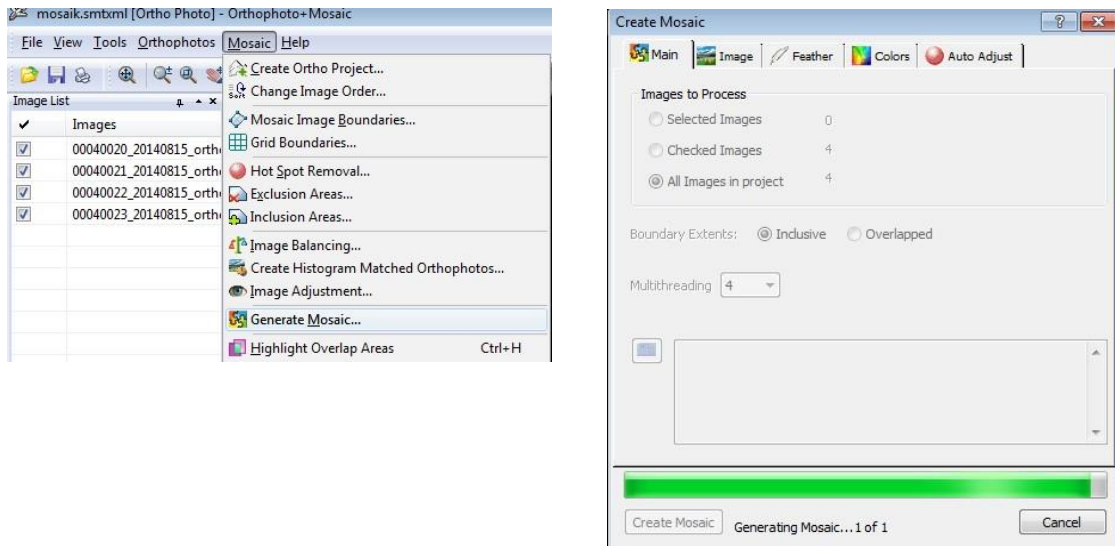 mosaik.smtxml [Ortho Photo] - Orthophoto+Mosaic
File View Tools Orthophotos Mosaic Help
Image List
Images
00040020_20140815_ortho
00040021_20140815_ortho
00040022_20140815_ortho
00040023_20140815_ortho
Create Ortho Project...
Change Image Order...
Mosaic Image Boundaries...
Grid Boundaries...
Hot Spot Removal...
Exclusion Areas...
Inclusion Areas...
Image Balancing...
Create Histogram Matched Orthophotos...
Image Adjustment...
Generate Mosaic...
Highlight Overlap Areas Ctrl+H
Create Mosaic
Main Image Feather Colors Auto Adjust
Images to Process
Selected Images 0
Checked Images 4
All Images in project 4
Boundary Extents: Inclusive Overlapped
Multithreading 4
Create Mosaic Generating Mosaic...1 of 1 Cancel